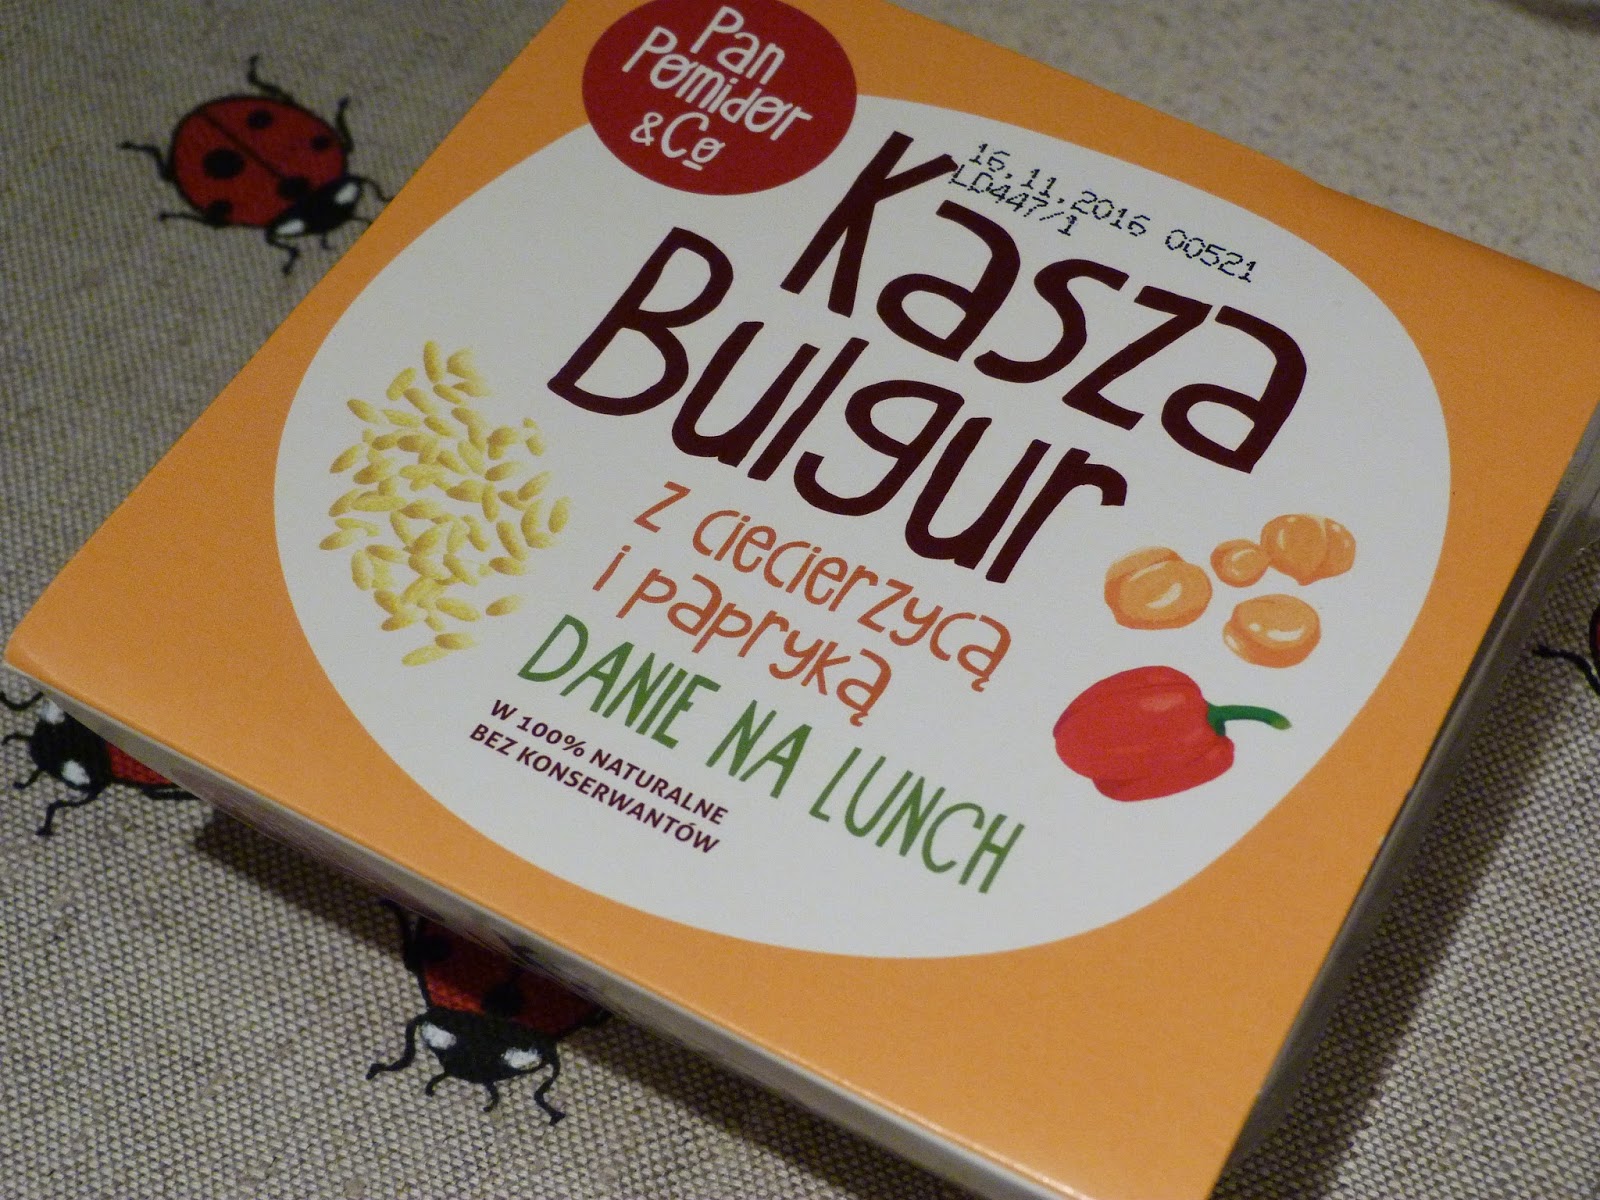 Pan
Pomidor
&Co
16.11.2016 00521
LD447/1
Kasza
Bulgur
z ciecierzycą
i papryką
DANIE NA LUNCH
W 100% NATURALNE
BEZ KONSERWANTÓW